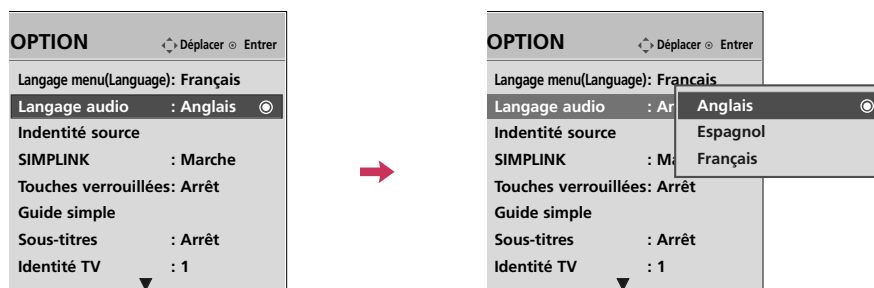 OPTION Déplacer Entrer
Langage menu(Language): Français
Langage audio : Anglais
Indentité source
SIMPLINK : Marche
Touches verrouillées: Arrêt
Guide simple
Sous-titres : Arrêt
Identité TV : 1
OPTION Déplacer Entrer
Langage menu(Language): Français
Langage audio : An
Indentité source
SIMPLINK : Ma
Touches verrouillées: Arrêt
Guide simple
Sous-titres : Arrêt
Identité TV : 1
Anglais
Espagnol
Français